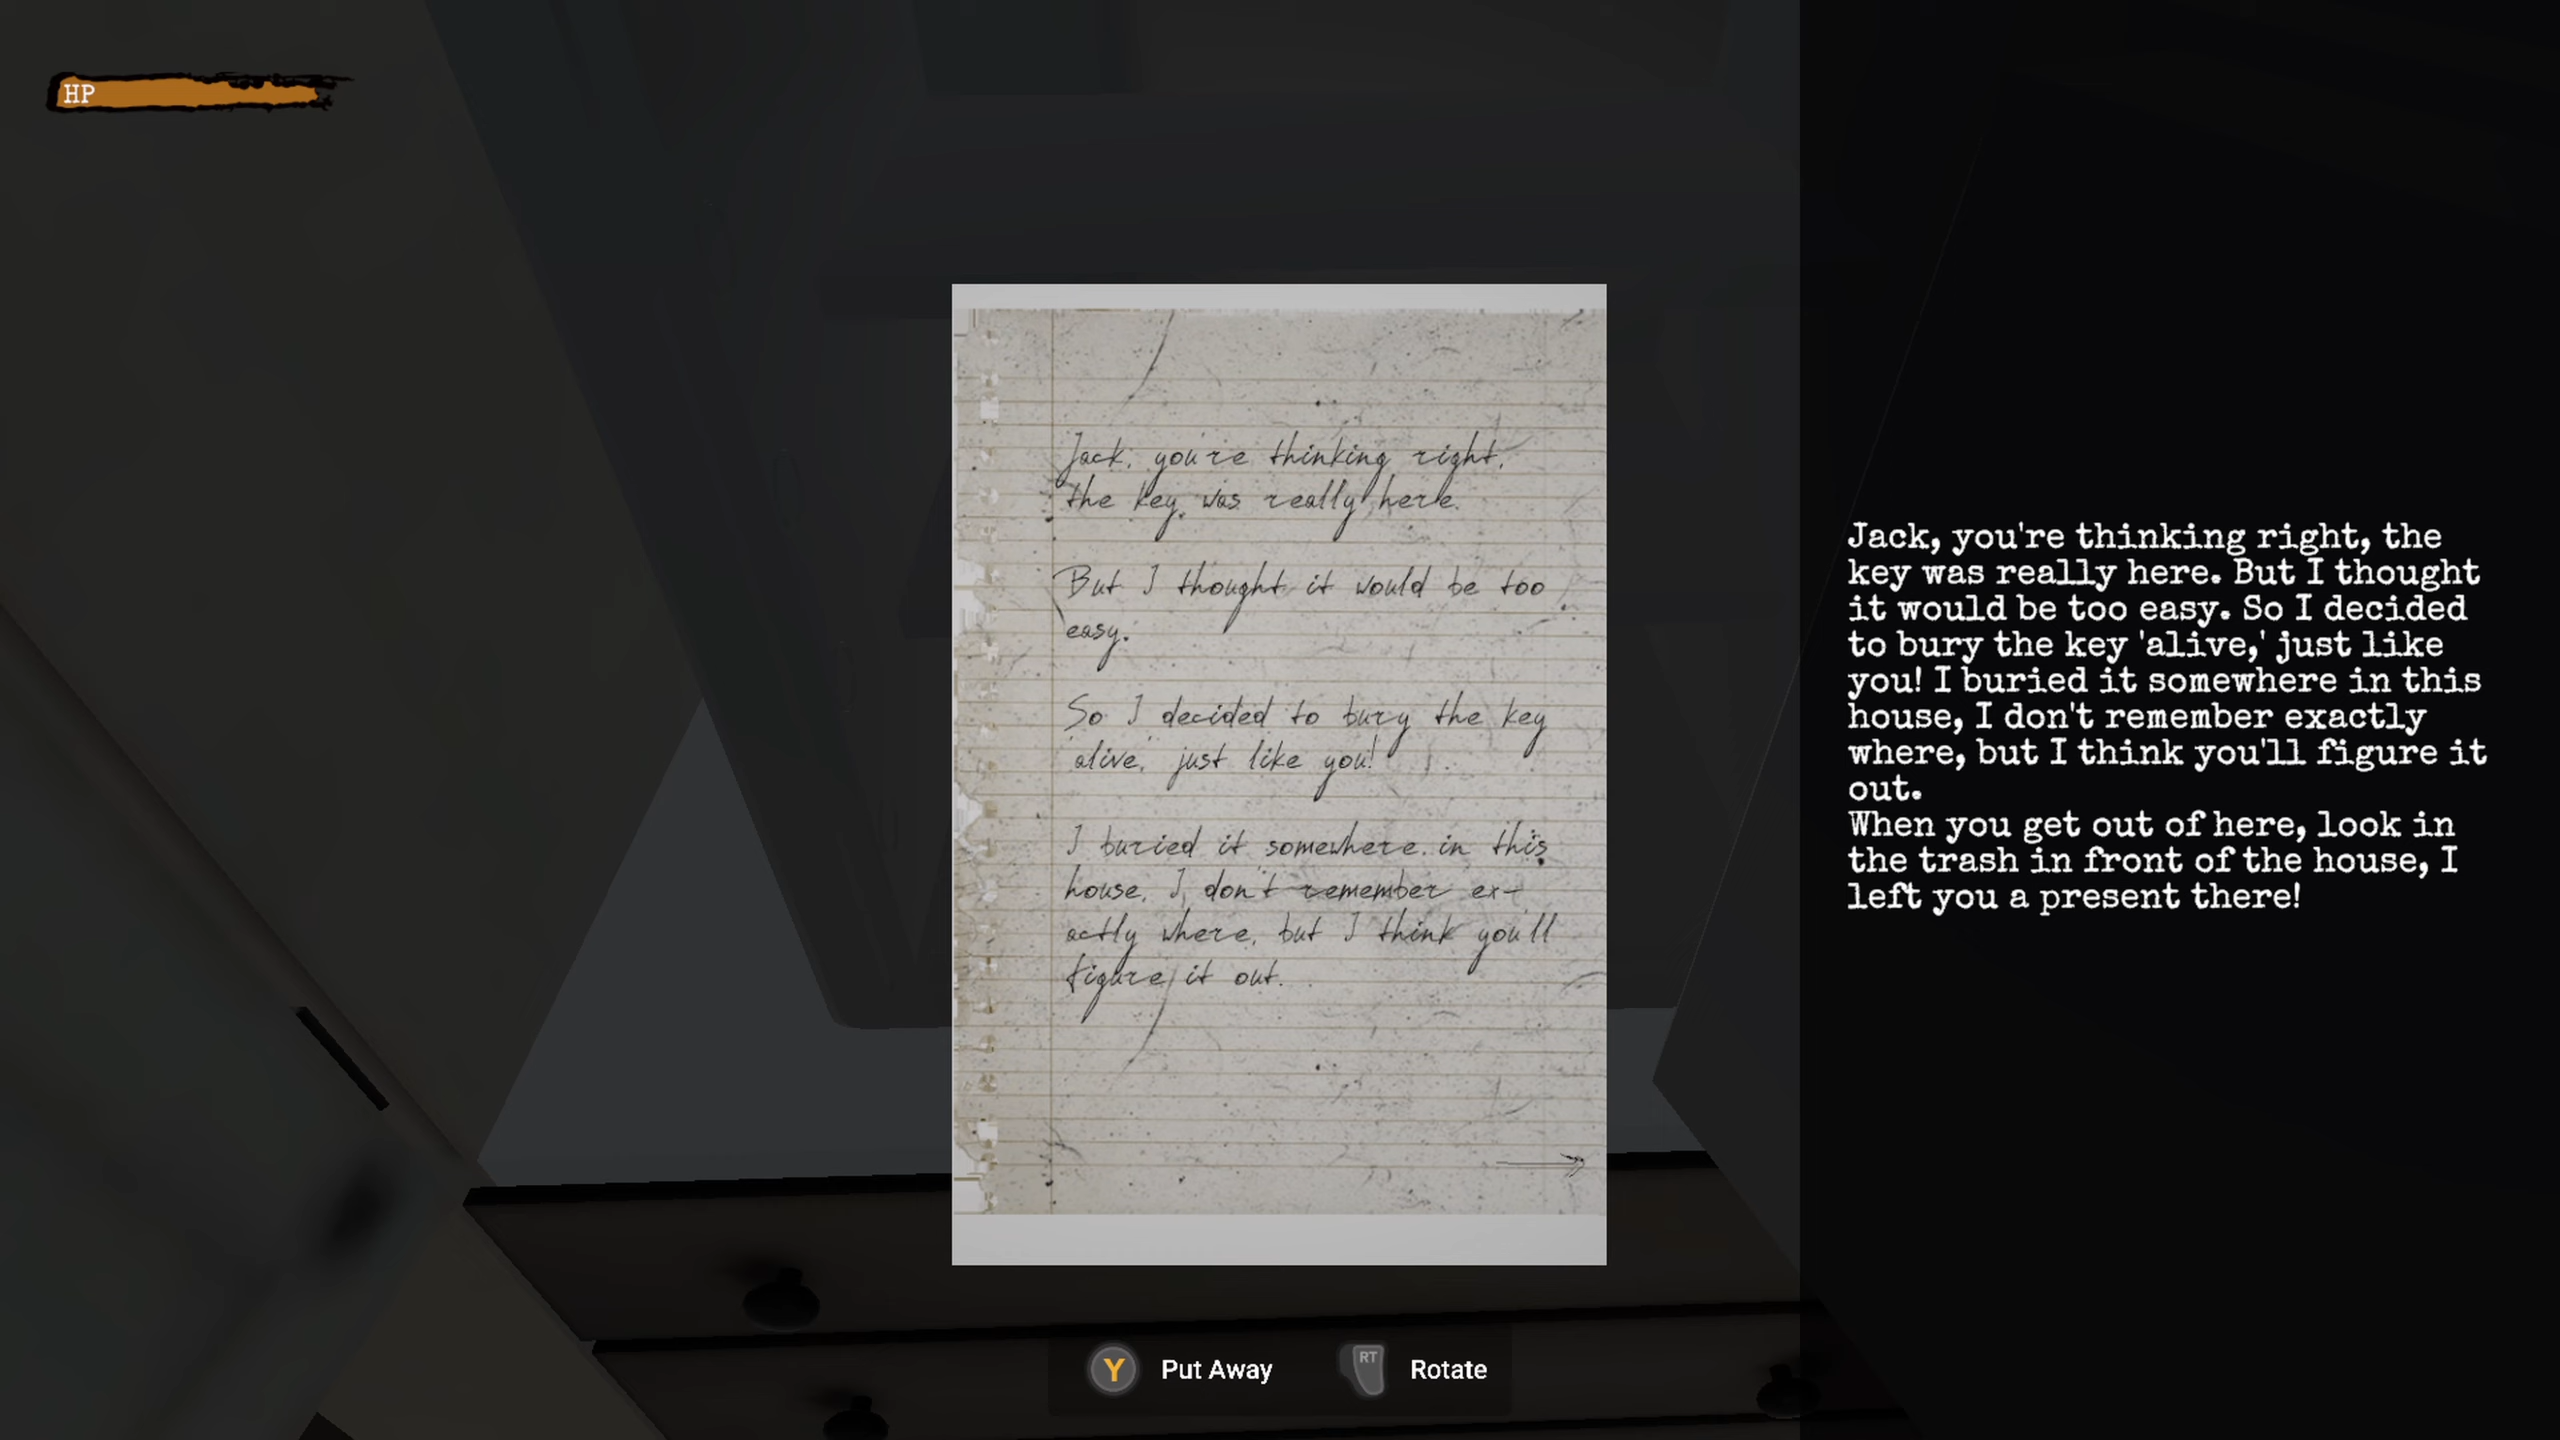 HP
Jack, you're thinking right,
the key was really here.
But I thought it would be too
easy.
So I decided to bury the key
'alive,' just like you!
I buried it somewhere in this
house, I don't remember ex-
actly where, but I think you'll
figure it out.
Jack, you're thinking right, the
key was really here. But I thought
it would be too easy. So I decided
to bury the key 'alive,' just like
you! I buried it somewhere in this
house, I don't remember exactly
where, but I think you'll figure it
out.
When you get out of here, look in
the trash in front of the house, I
left you a present there!
Y Put Away RT Rotate